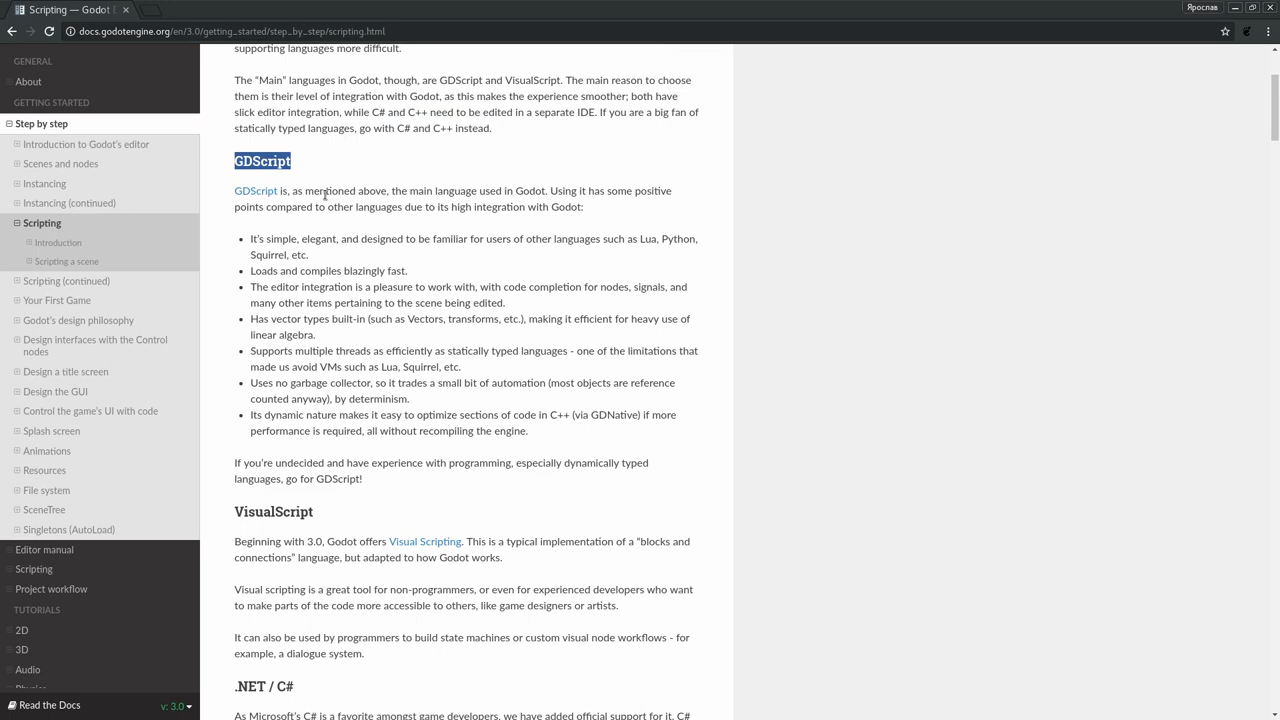 Scripting — Godot
Ярослав
docs.godotengine.org/en/3.0/getting_started/step_by_step/scripting.html
GENERAL
About
GETTING STARTED
Step by step
Introduction to Godot's editor
Scenes and nodes
Instancing
Instancing (continued)
Scripting
Introduction
Scripting a scene
Scripting (continued)
Your First Game
Godot's design philosophy
Design interfaces with the Control
nodes
Design a title screen
Design the GUI
Control the game's UI with code
Splash screen
Animations
Resources
File system
SceneTree
Singletons (AutoLoad)
Editor manual
Scripting
Project workflow
TUTORIALS
2D
3D
Audio
Physics
Read the Docs
v: 3.0
supporting languages more difficult.
The “Main” languages in Godot, though, are GDScript and VisualScript. The main reason to choose
them is their level of integration with Godot, as this makes the experience smoother; both have
slick editor integration, while C# and C++ need to be edited in a separate IDE. If you are a big fan of
statically typed languages, go with C# and C++ instead.
GDScript
GDScript is, as mentioned above, the main language used in Godot. Using it has some positive
points compared to other languages due to its high integration with Godot:
• It’s simple, elegant, and designed to be familiar for users of other languages such as Lua, Python,
Squirrel, etc.
• Loads and compiles blazingly fast.
• The editor integration is a pleasure to work with, with code completion for nodes, signals, and
many other items pertaining to the scene being edited.
• Has vector types built-in (such as Vectors, transforms, etc.), making it efficient for heavy use of
linear algebra.
• Supports multiple threads as efficiently as statically typed languages - one of the limitations that
made us avoid VMs such as Lua, Squirrel, etc.
• Uses no garbage collector, so it trades a small bit of automation (most objects are reference
counted anyway), by determinism.
• Its dynamic nature makes it easy to optimize sections of code in C++ (via GDNative) if more
performance is required, all without recompiling the engine.
If you’re undecided and have experience with programming, especially dynamically typed
languages, go for GDScript!
VisualScript
Beginning with 3.0, Godot offers Visual Scripting. This is a typical implementation of a “blocks and
connections” language, but adapted to how Godot works.
Visual scripting is a great tool for non-programmers, or even for experienced developers who want
to make parts of the code more accessible to others, like game designers or artists.
It can also be used by programmers to build state machines or custom visual node workflows - for
example, a dialogue system.
.NET / C#
As Microsoft’s C# is a favorite amongst game developers, we have added official support for it. C#